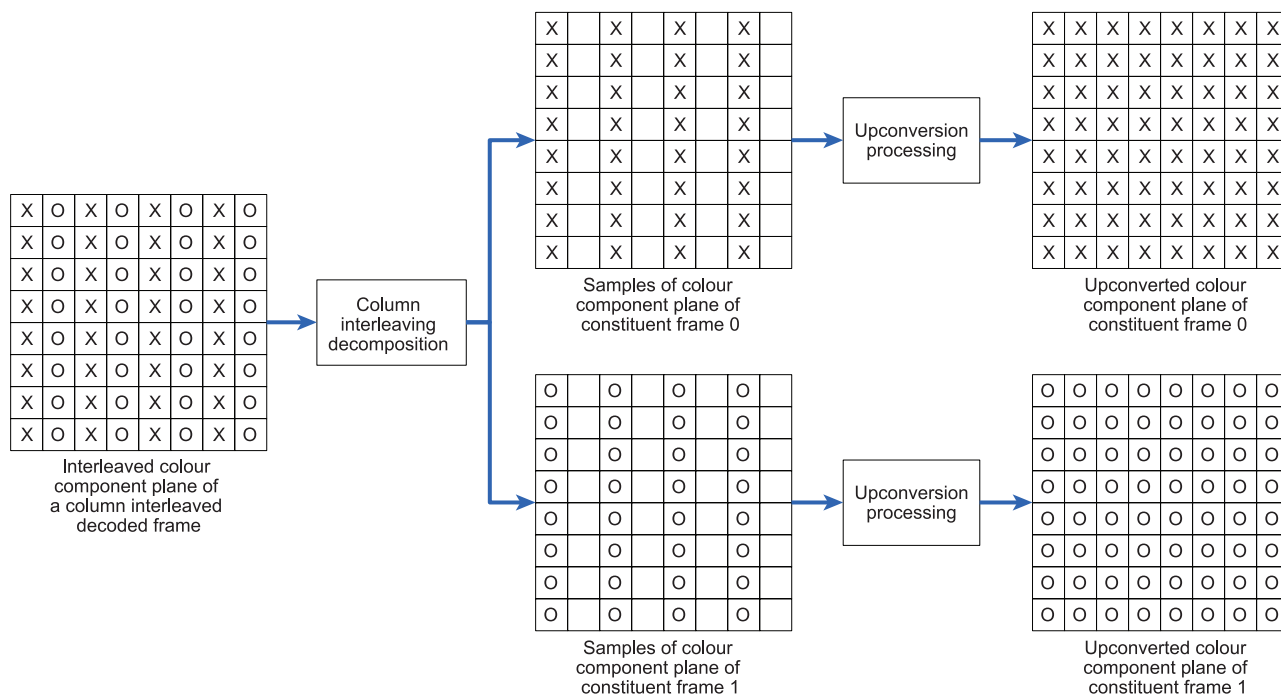 X O X O X O X O
X O X O X O X O
X O X O X O X O
X O X O X O X O
X O X O X O X O
X O X O X O X O
X O X O X O X O
X O X O X O X O
Interleaved colour
component plane of
a column interleaved
decoded frame
Column
interleaving
decomposition
X X X X
X X X X
X X X X
X X X X
X X X X
X X X X
X X X X
X X X X
Samples of colour
component plane of
constituent frame 0
Upconversion
processing
X X X X X X X X
X X X X X X X X
X X X X X X X X
X X X X X X X X
X X X X X X X X
X X X X X X X X
X X X X X X X X
X X X X X X X X
Upconverted colour
component plane of
constituent frame 0
O O O O
O O O O
O O O O
O O O O
O O O O
O O O O
O O O O
O O O O
Samples of colour
component plane of
constituent frame 1
Upconversion
processing
O O O O O O O O
O O O O O O O O
O O O O O O O O
O O O O O O O O
O O O O O O O O
O O O O O O O O
O O O O O O O O
O O O O O O O O
Upconverted colour
component plane of
constituent frame 1